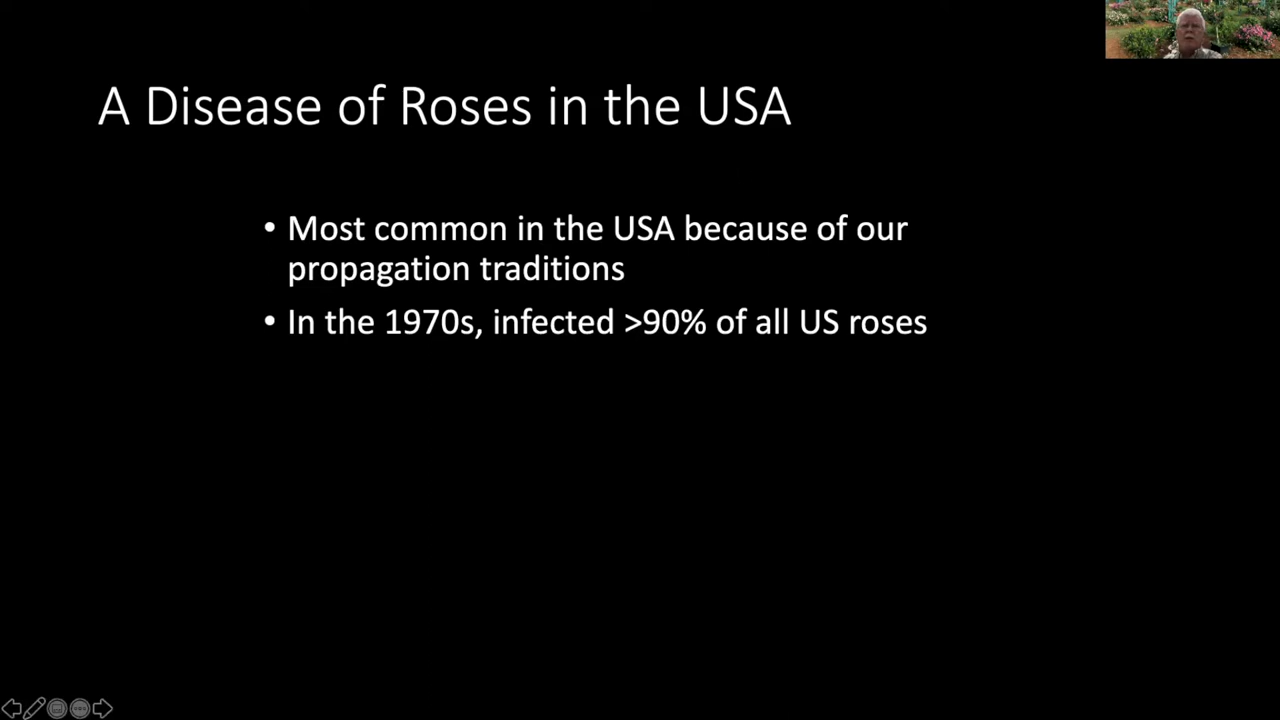 A Disease of Roses in the USA
• Most common in the USA because of our
propagation traditions
• In the 1970s, infected >90% of all US roses